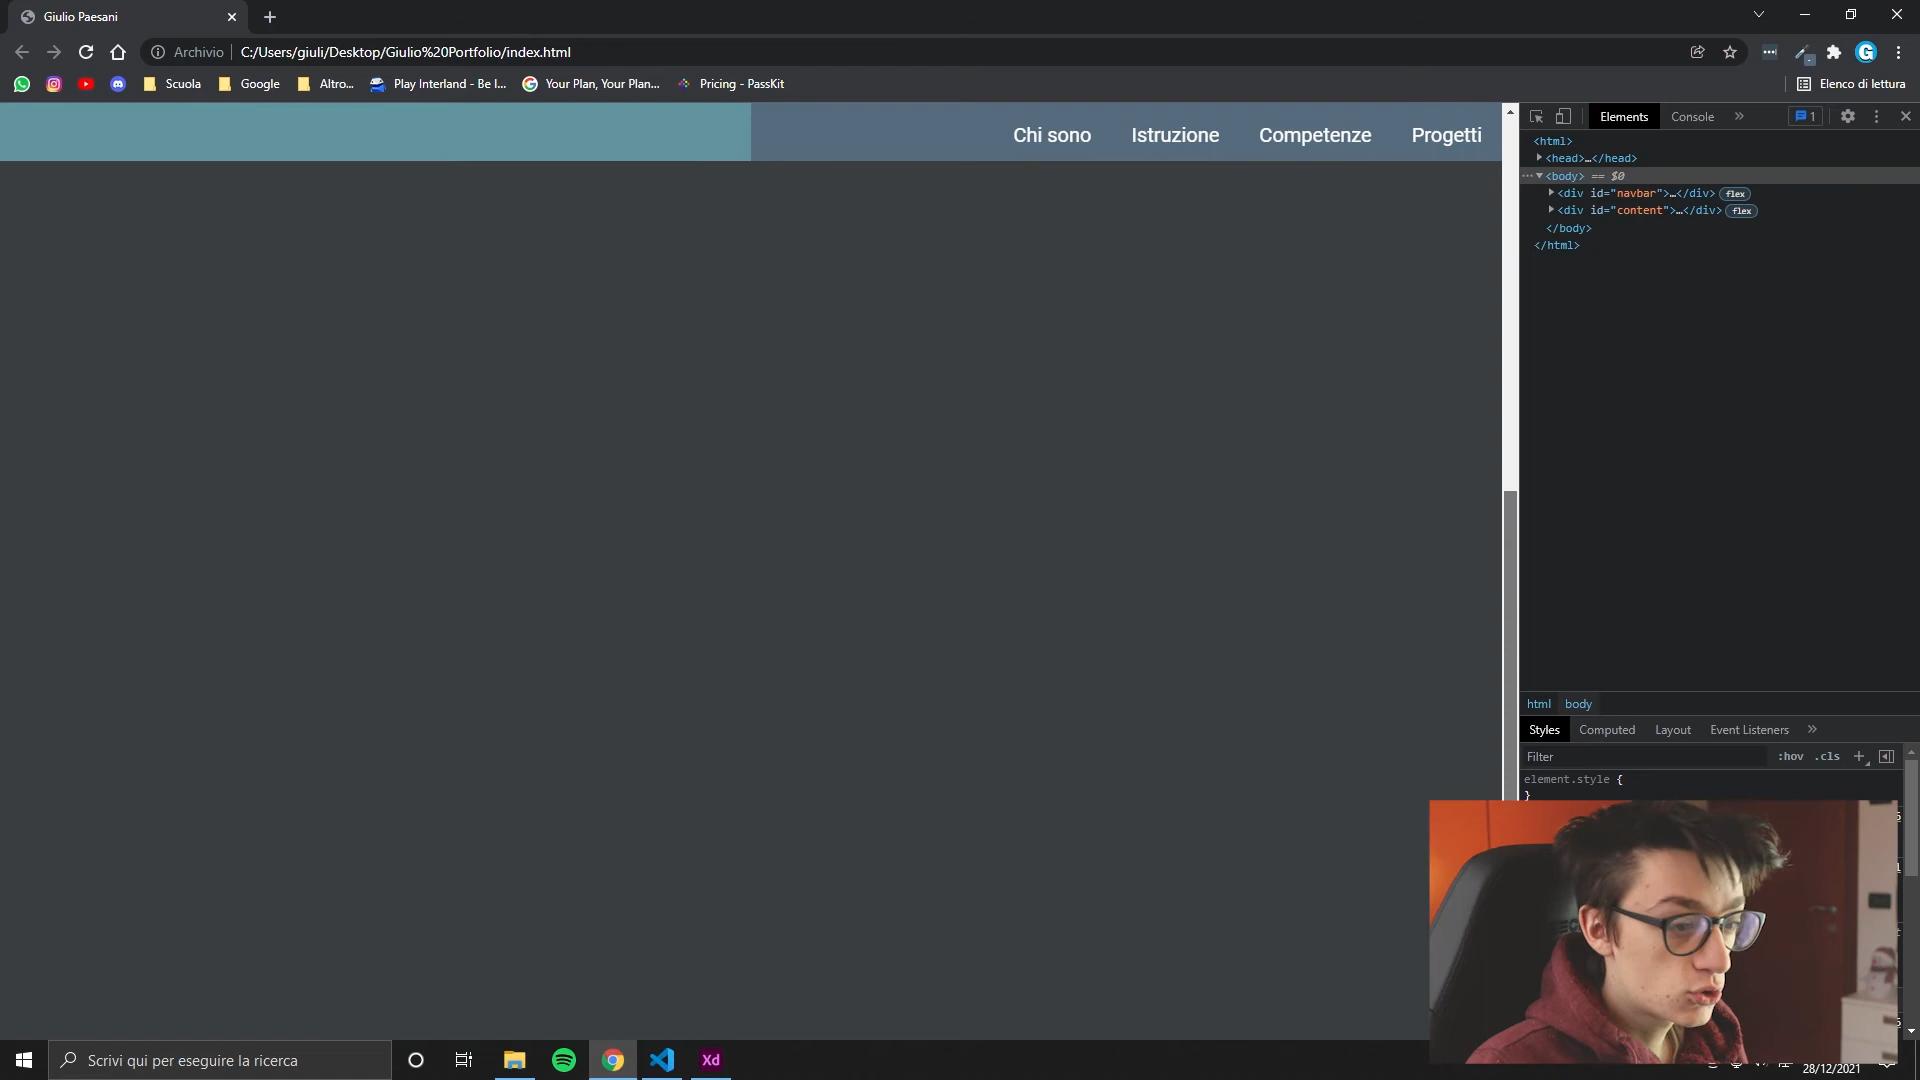 Giulio Paesani
Archivio C:/Users/giuli/Desktop/Giulio%20Portfolio/index.html
Scuola Google Altro... Play Interland - Be I... Your Plan, Your Plan... Pricing - PassKit Elenco di lettura
Chi sono Istruzione Competenze Progetti
Elements Console » 1
<html>
<head>…</head>
<body> == $0
<div id="navbar">…</div> flex
<div id="content">…</div> flex
</body>
</html>
html body
Styles Computed Layout Event Listeners »
Filter :hov .cls +
element.style {
}
Scrivi qui per eseguire la ricerca
Xd
28/12/2021